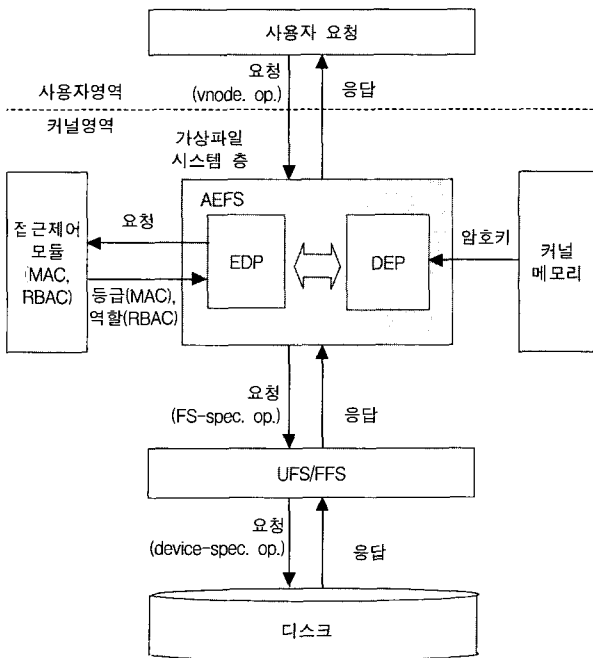 사용자 요청
요청
(vnode. op.)
응답
사용자영역
커널영역
가상파일
시스템 층
AEFS
접근제어
모듈
(MAC,
RBAC)
요청
등급(MAC),
역할(RBAC)
EDP
DEP
암호키
커널
메모리
요청
(FS-spec. op.)
응답
UFS/FFS
요청
(device-spec. op.)
응답
디스크